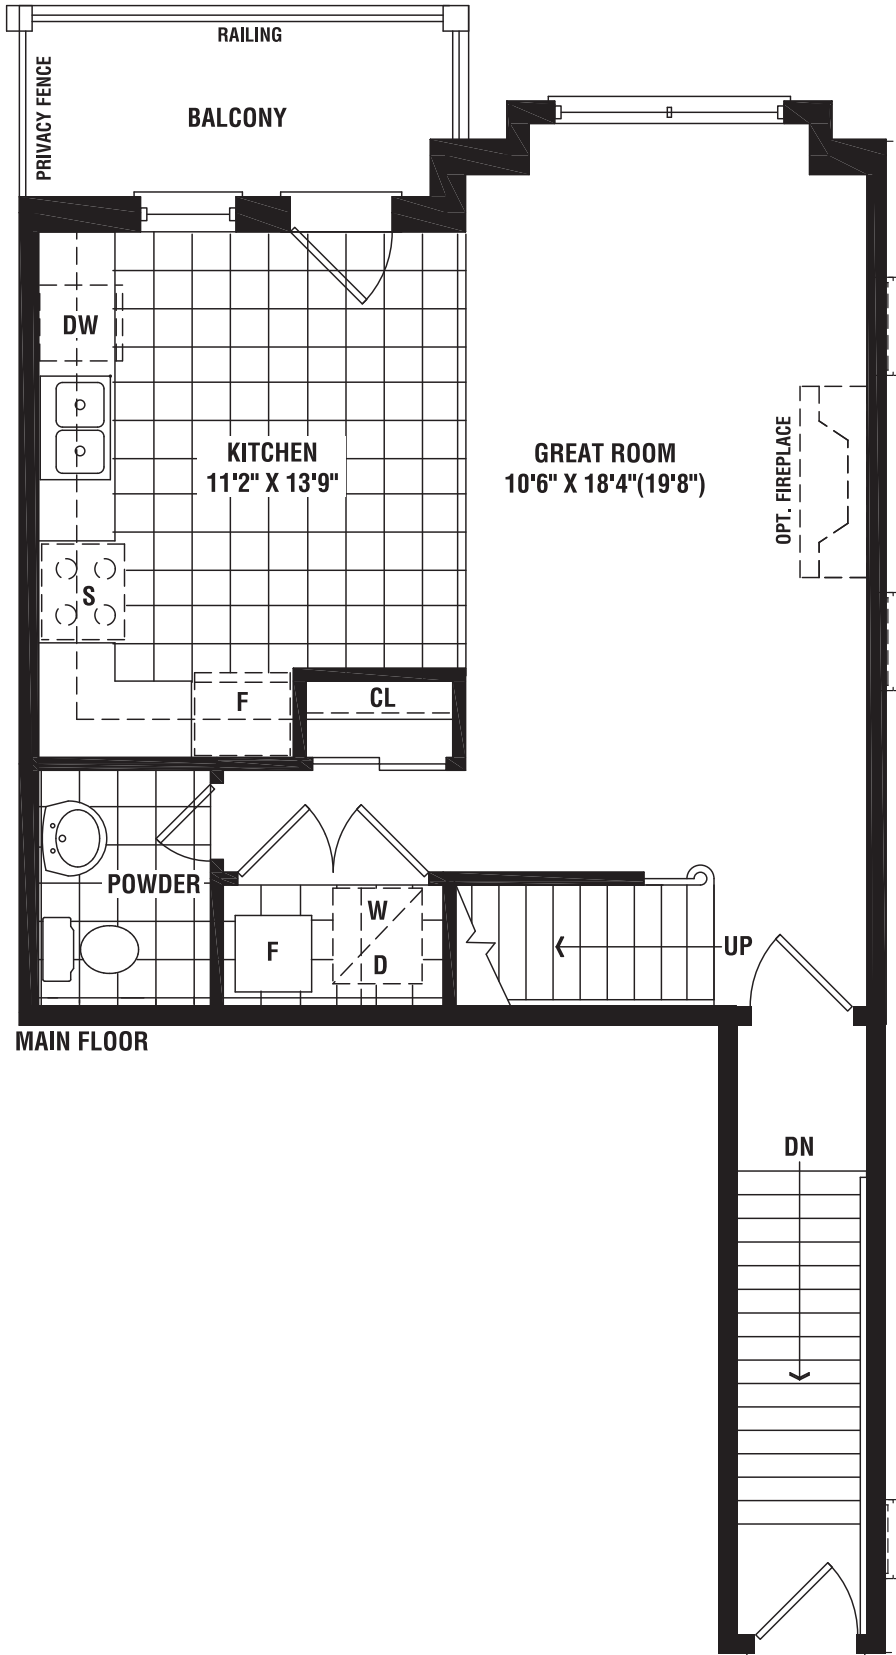 RAILING
PRIVACY FENCE
BALCONY
DW
KITCHEN
11'2" X 13'9"
GREAT ROOM
10'6" X 18'4"(19'8")
OPT. FIREPLACE
S
F
CL
POWDER
W
F
D
UP
MAIN FLOOR
DN